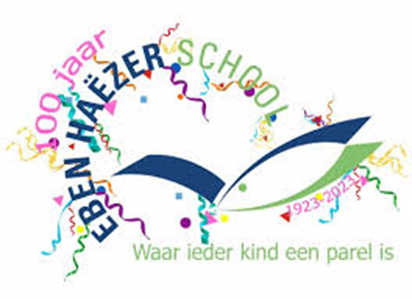 100 jaar
EBEN HAËZER SCHOOL
1923-2023
Waar ieder kind een parel is